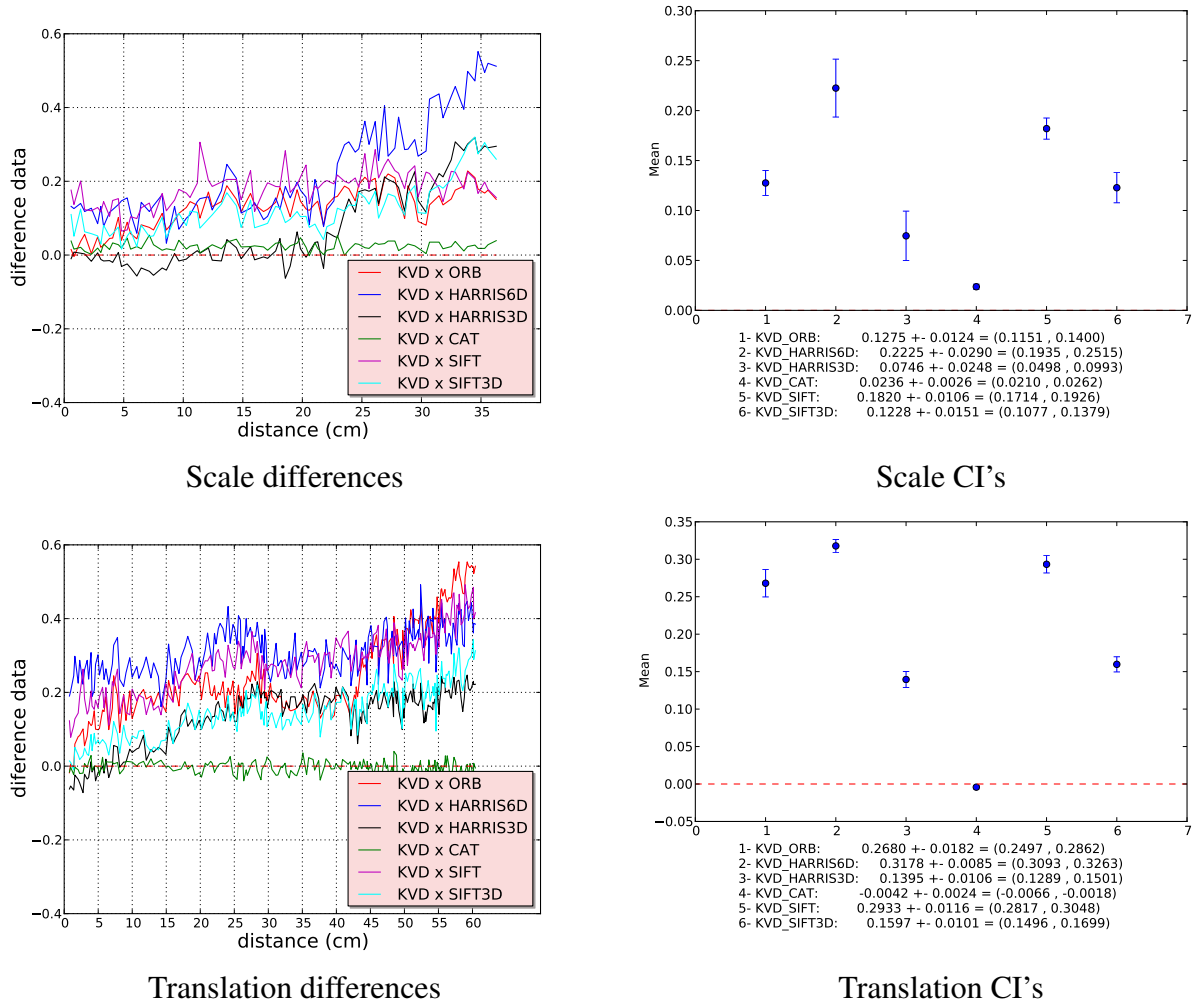 0.6
0.4
0.2
0.0
−0.2
−0.4
diference data
0 5 10 15 20 25 30 35
distance (cm)
KVD x ORB
KVD x HARRIS6D
KVD x HARRIS3D
KVD x CAT
KVD x SIFT
KVD x SIFT3D
Scale differences
0.30
0.25
0.20
0.15
0.10
0.05
0.00
Mean
0 1 2 3 4 5 6 7
1- KVD_ORB: 0.1275 +- 0.0124 = (0.1151 , 0.1400)
2- KVD_HARRIS6D: 0.2225 +- 0.0290 = (0.1935 , 0.2515)
3- KVD_HARRIS3D: 0.0746 +- 0.0248 = (0.0498 , 0.0993)
4- KVD_CAT: 0.0236 +- 0.0026 = (0.0210 , 0.0262)
5- KVD_SIFT: 0.1820 +- 0.0106 = (0.1714 , 0.1926)
6- KVD_SIFT3D: 0.1228 +- 0.0151 = (0.1077 , 0.1379)
Scale CI's
0.6
0.4
0.2
0.0
−0.2
−0.4
diference data
0 5 10 15 20 25 30 35 40 45 50 55 60
distance (cm)
KVD x ORB
KVD x HARRIS6D
KVD x HARRIS3D
KVD x CAT
KVD x SIFT
KVD x SIFT3D
Translation differences
0.35
0.30
0.25
0.20
0.15
0.10
0.05
0.00
−0.05
Mean
0 1 2 3 4 5 6 7
1- KVD_ORB: 0.2680 +- 0.0182 = (0.2497 , 0.2862)
2- KVD_HARRIS6D: 0.3178 +- 0.0085 = (0.3093 , 0.3263)
3- KVD_HARRIS3D: 0.1395 +- 0.0106 = (0.1289 , 0.1501)
4- KVD_CAT: -0.0042 +- 0.0024 = (-0.0066 , -0.0018)
5- KVD_SIFT: 0.2933 +- 0.0116 = (0.2817 , 0.3048)
6- KVD_SIFT3D: 0.1597 +- 0.0101 = (0.1496 , 0.1699)
Translation CI's